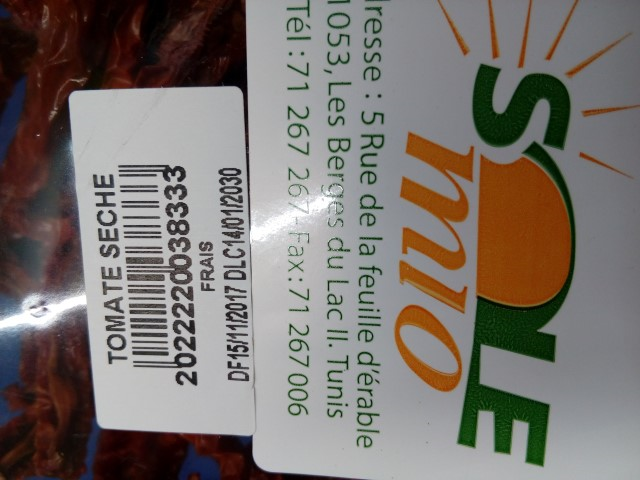 SOLE
mio
dresse : 5 Rue de la feuille d'érable
1053, Les Berges du Lac II. Tunis
Tél : 71 267 267-Fax : 71 267 006
TOMATE SECHE
2022220038333
FRAIS
DF15/11/2017 DLC14/01/2030